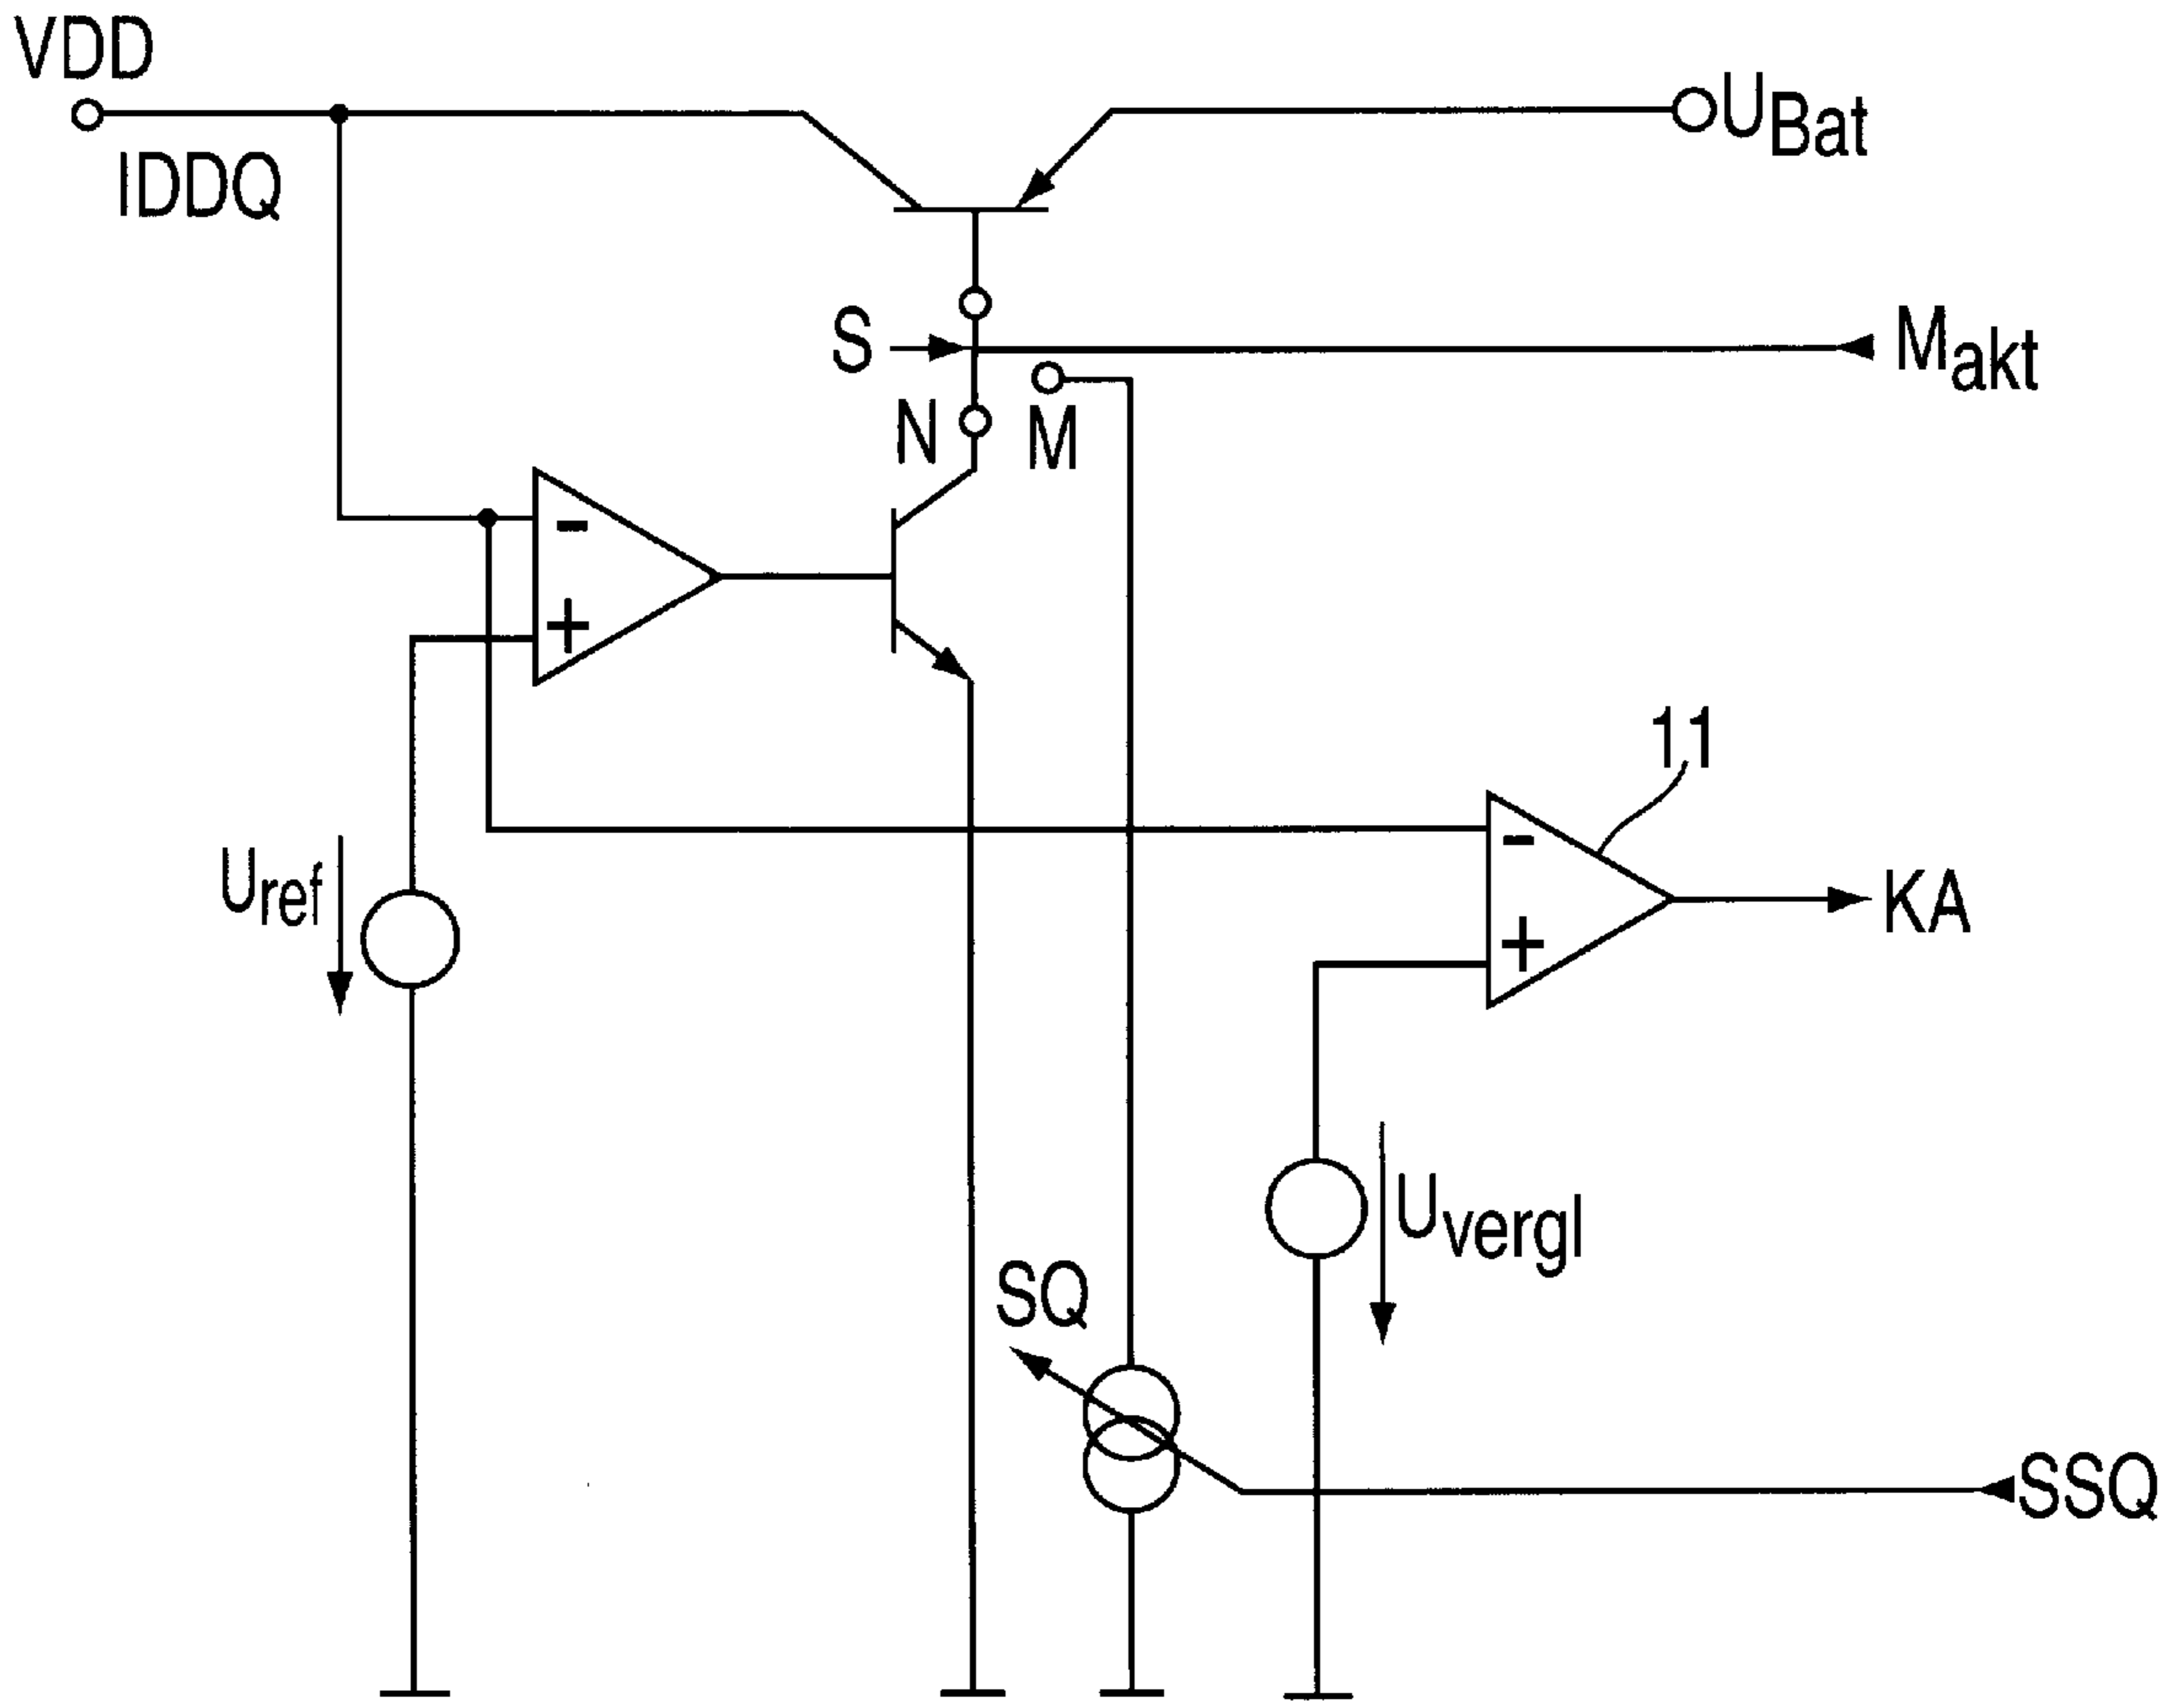 VDD
UBat
IDDQ
S
Makt
N
M
-
+
11
Uref
-
KA
+
Uvergl
SQ
SSQ